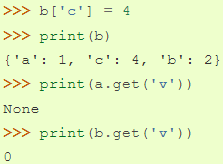 >>> b['c'] = 4
>>> print(b)
{'a': 1, 'c': 4, 'b': 2}
>>> print(a.get('v'))
None
>>> print(b.get('v'))
0